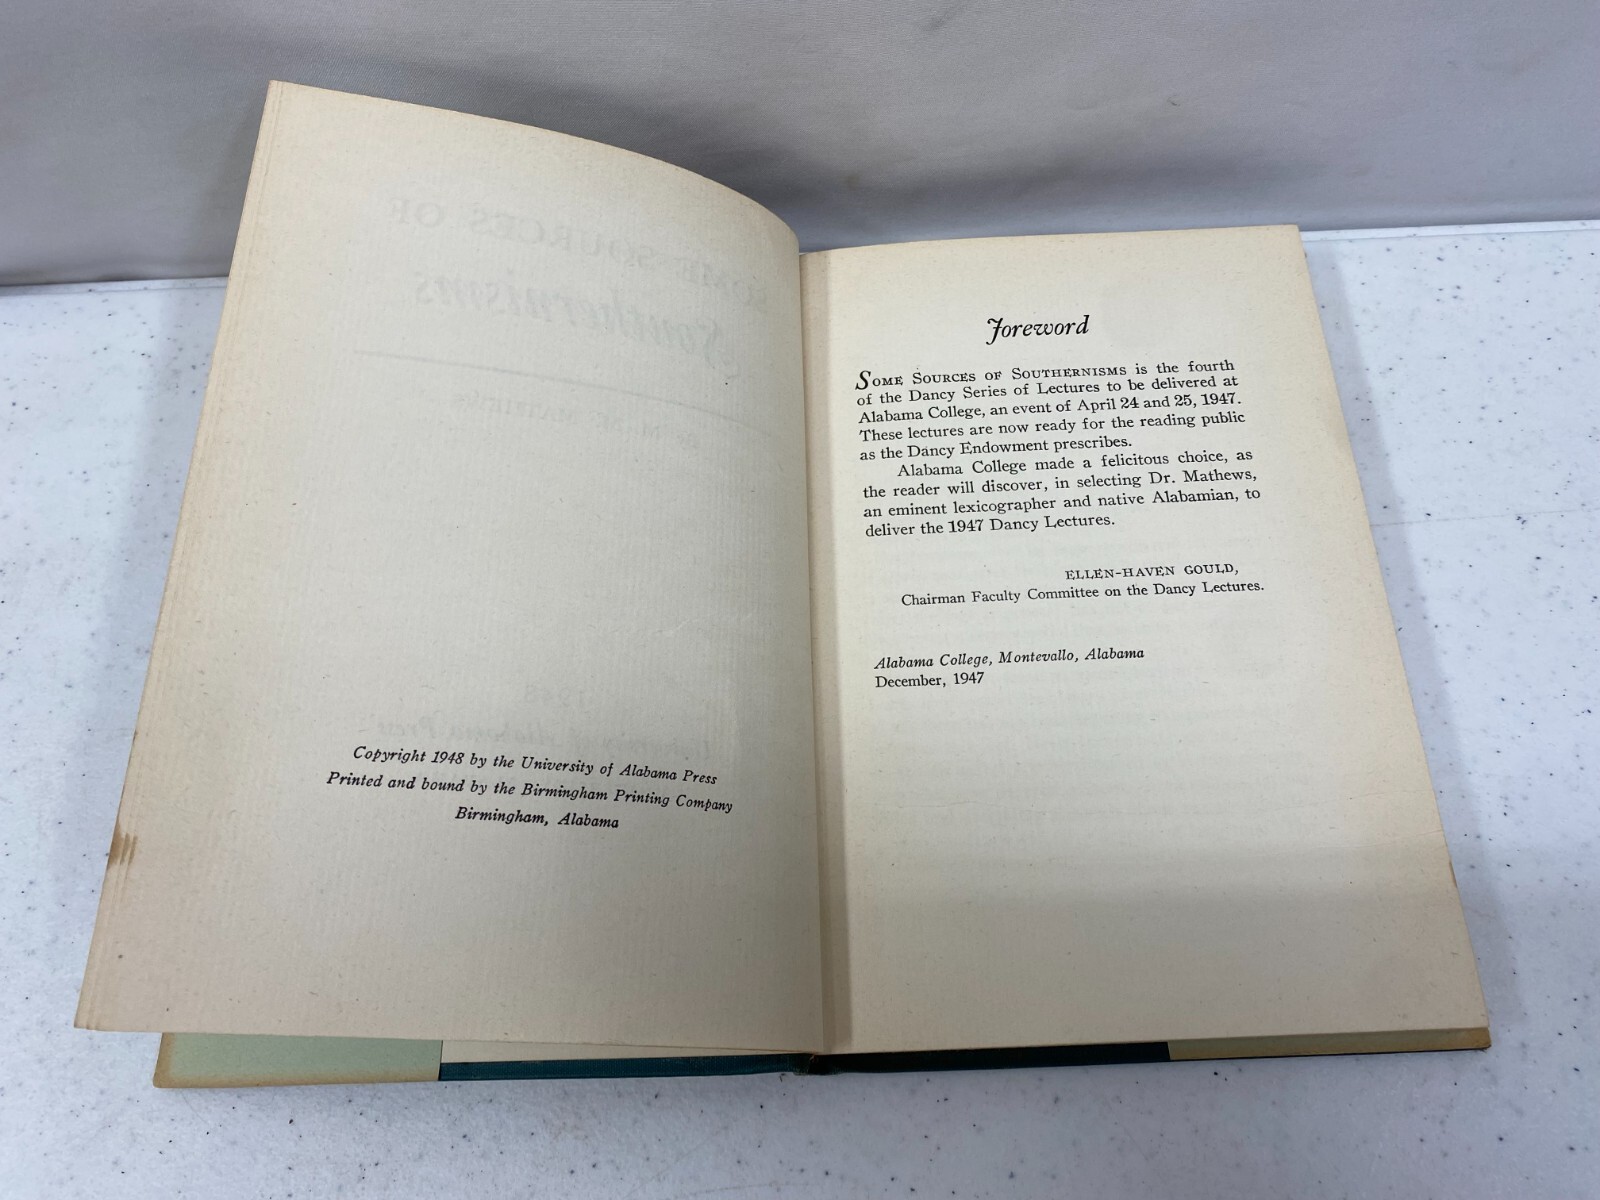 Copyright 1948 by the University of Alabama Press
Printed and bound by the Birmingham Printing Company
Birmingham, Alabama
Foreword
SOME SOURCES OF SOUTHERNISMS is the fourth
of the Dancy Series of Lectures to be delivered at
Alabama College, an event of April 24 and 25, 1947.
These lectures are now ready for the reading public
as the Dancy Endowment prescribes.
Alabama College made a felicitous choice, as
the reader will discover, in selecting Dr. Mathews,
an eminent lexicographer and native Alabamian, to
deliver the 1947 Dancy Lectures.
ELLEN-HAVEN GOULD,
Chairman Faculty Committee on the Dancy Lectures.
Alabama College, Montevallo, Alabama
December, 1947